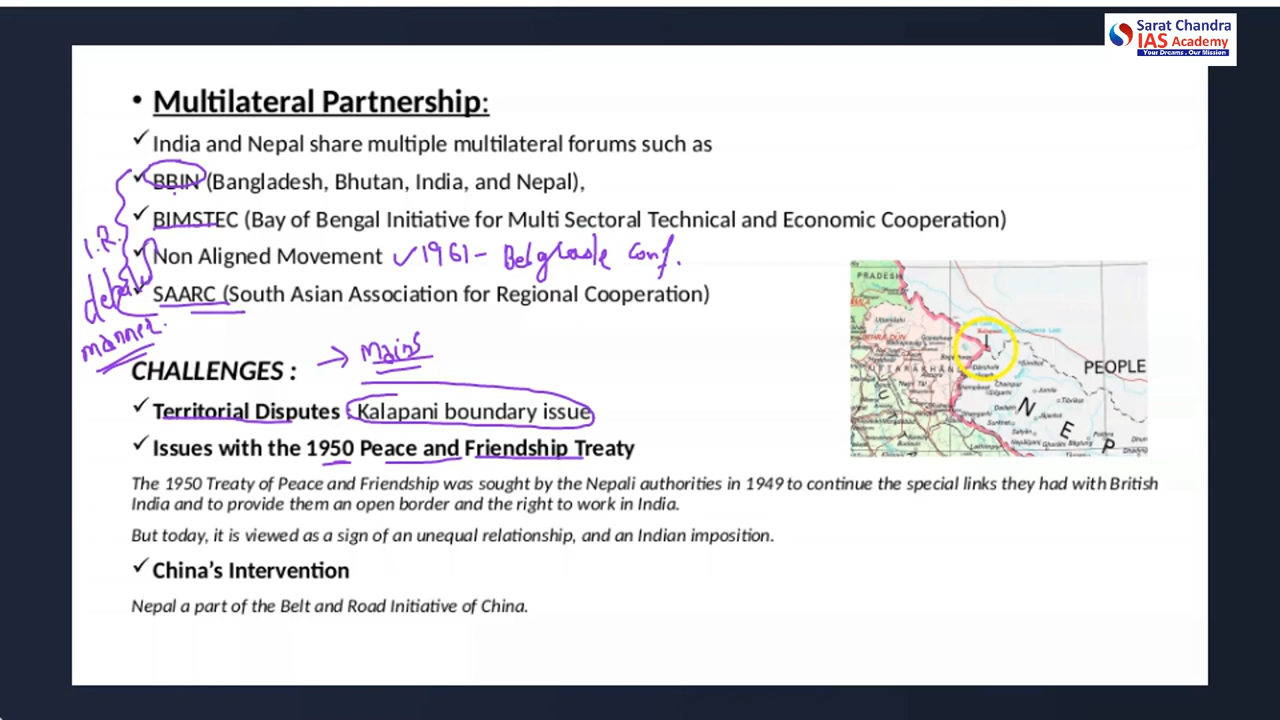 Sarat Chandra
IAS Academy
Your Dreams . Our Mission
• Multilateral Partnership:
✓ India and Nepal share multiple multilateral forums such as
✓ BBIN (Bangladesh, Bhutan, India, and Nepal),
✓ BIMSTEC (Bay of Bengal Initiative for Multi Sectoral Technical and Economic Cooperation)
✓ Non Aligned Movement ✓ 1961 - Belgrade Conf.
✓ SAARC (South Asian Association for Regional Cooperation)
I.R.
manner.
→ Mains
CHALLENGES :
✓ Territorial Disputes (Kalapani boundary issue
✓ Issues with the 1950 Peace and Friendship Treaty
The 1950 Treaty of Peace and Friendship was sought by the Nepali authorities in 1949 to continue the special links they had with British
India and to provide them an open border and the right to work in India.
But today, it is viewed as a sign of an unequal relationship, and an Indian imposition.
✓ China’s Intervention
Nepal a part of the Belt and Road Initiative of China.
PRADESH
UTTARAKHAN
PEOPLE
N E P